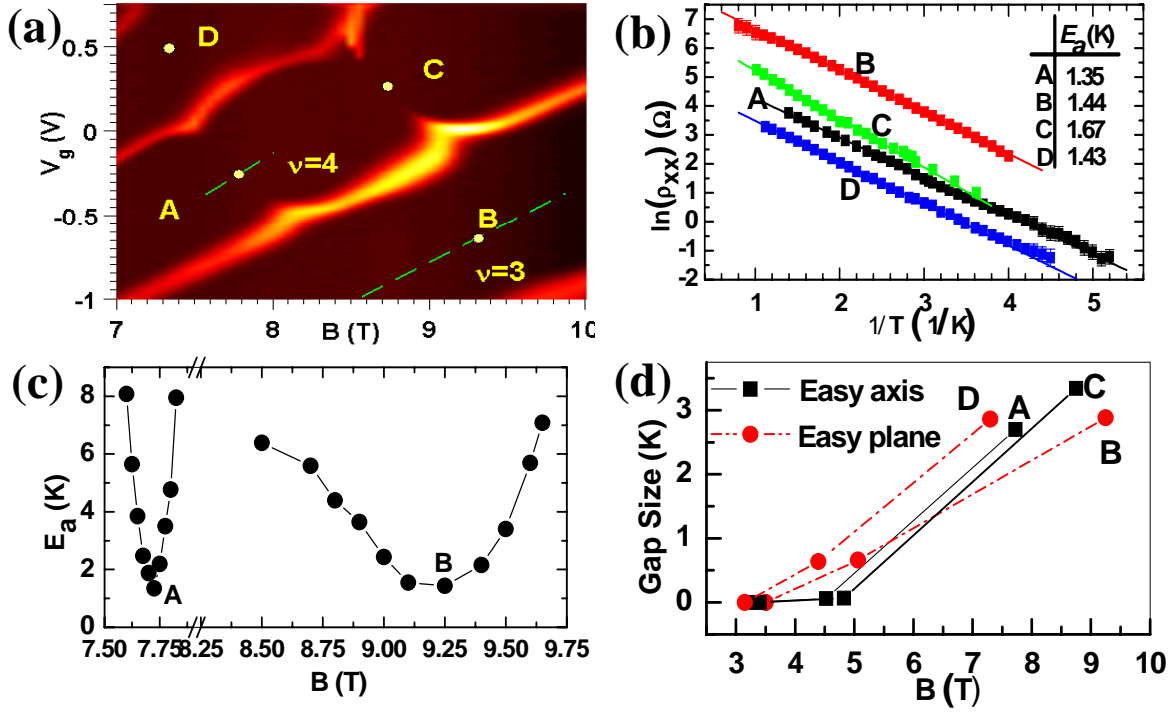 (a)
0.5
0
-0.5
-1
V_g (V)
D
C
ν=4
A
B
ν=3
7
8
9
10
B (T)
(b)
7
6
5
4
3
2
1
0
-1
-2
ln(ρ_xx) (Ω)
B
A
C
D
E_a(K)
A 1.35
B 1.44
C 1.67
D 1.43
1 2 3 4 5
1/T (1/K)
(c)
8
6
4
2
0
E_a (K)
A
B
7.50 7.75 8.25 8.50 8.75 9.00 9.25 9.50 9.75
B (T)
(d)
3
2
1
0
Gap Size (K)
Easy axis
Easy plane
D
A
C
B
3 4 5 6 7 8 9 10
B (T)